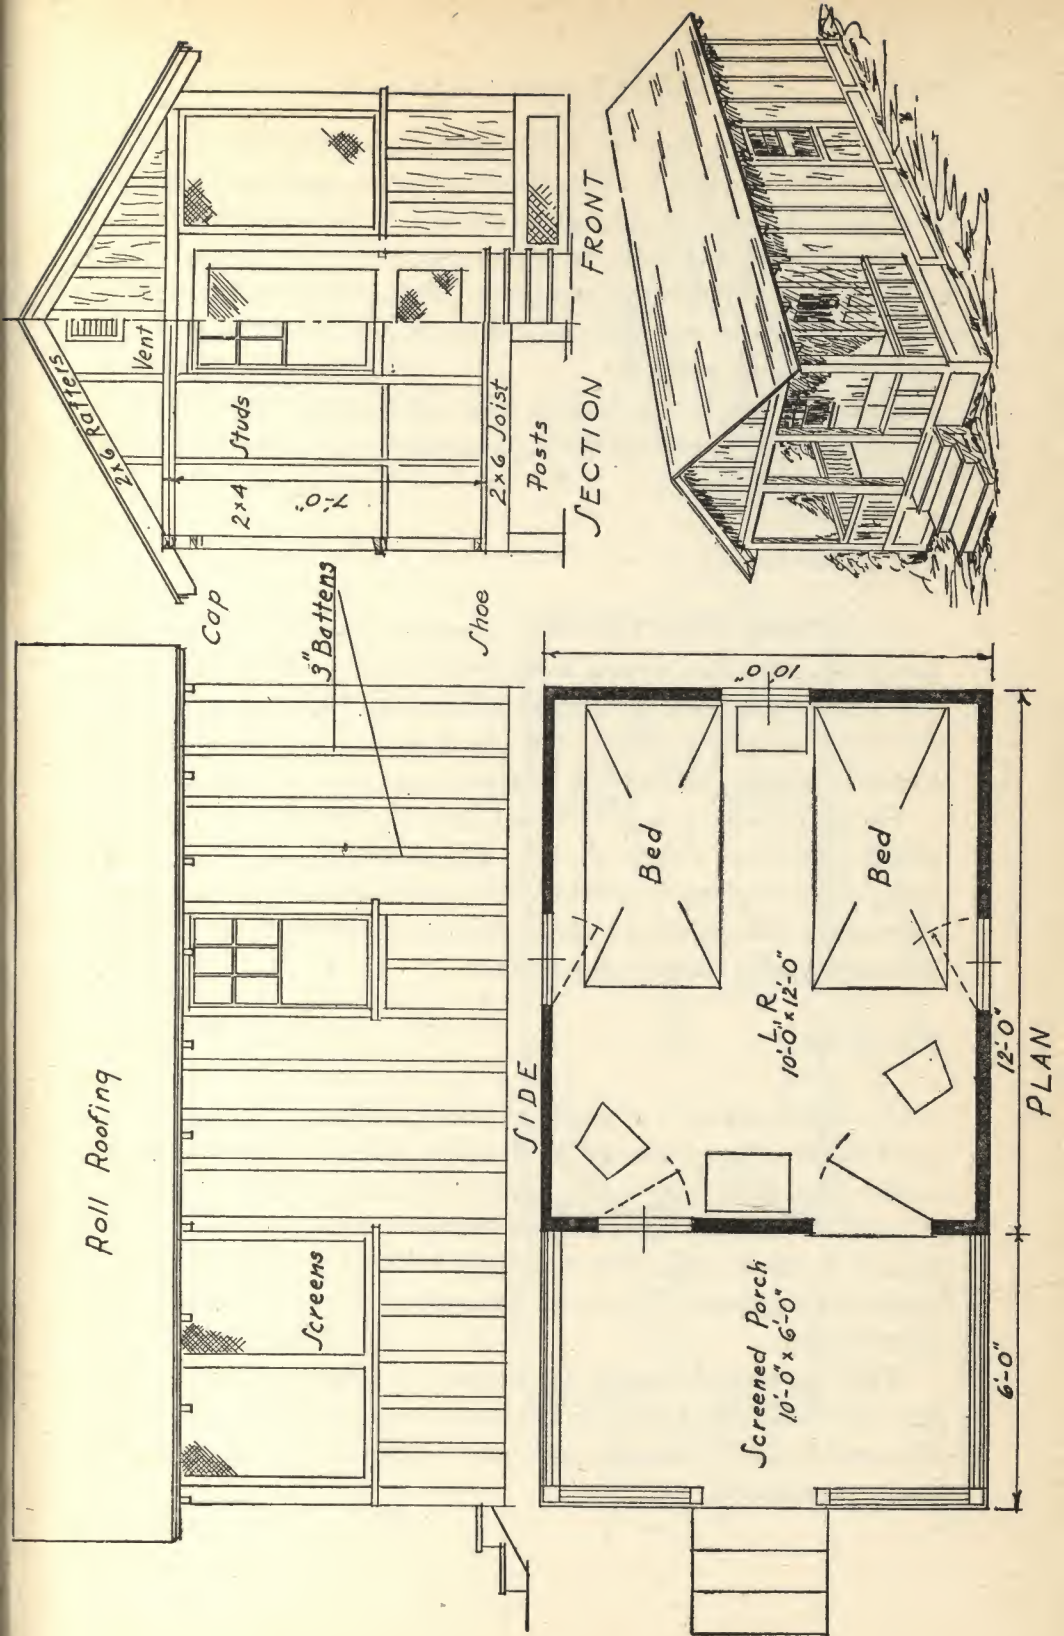 Roll Roofing
Screens
3" Battens
SIDE
Cap
Shoe
2x6 Rafters
Vent
2x4 Studs
7'-0"
2x6 Joist
Posts
SECTION FRONT
Screened Porch
10'-0" x 6'-0"
L. R
10'-0" x 12'-0"
Bed
Bed
10'-0"
6'-0"
12'-0"
PLAN